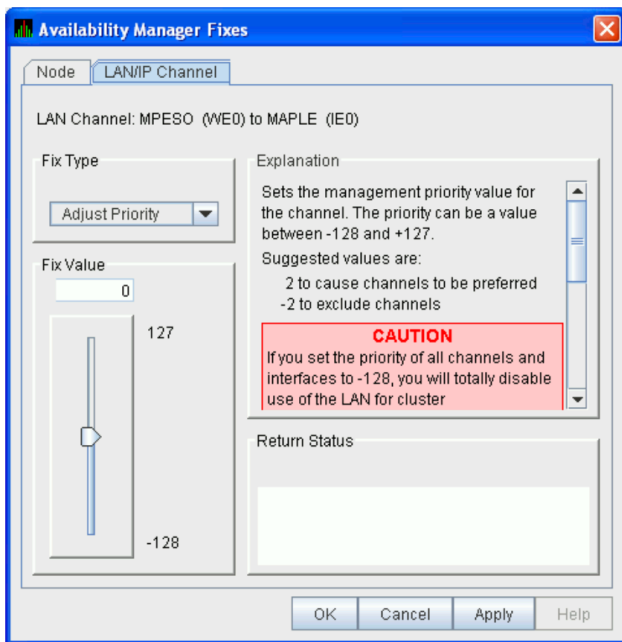 Availability Manager Fixes
Node
LAN/IP Channel
LAN Channel: MPESO (WE0) to MAPLE (IE0)
Fix Type
Adjust Priority
Fix Value
0
127
-128
Explanation
Sets the management priority value for
the channel. The priority can be a value
between -128 and +127.
Suggested values are:
2 to cause channels to be preferred
-2 to exclude channels
CAUTION
If you set the priority of all channels and
interfaces to -128, you will totally disable
use of the LAN for cluster
Return Status
OK
Cancel
Apply
Help